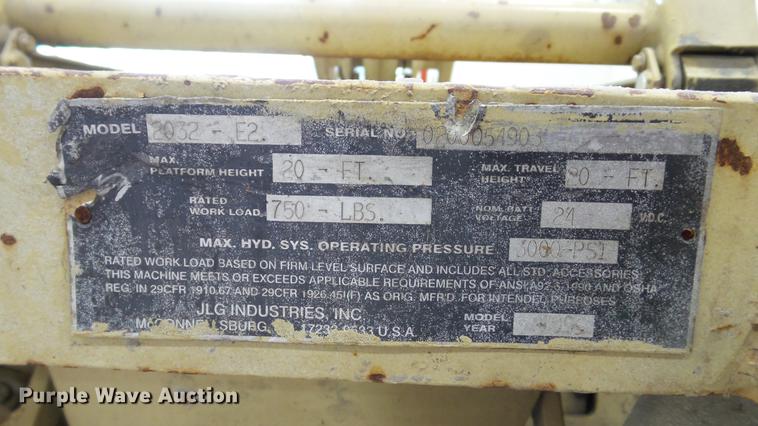 MODEL 2032 - E2. SERIAL NO. 0200054903
MAX. PLATFORM HEIGHT 20 - FT. MAX. TRAVEL HEIGHT 20 - FT.
RATED WORK LOAD 750 - LBS. NOM. BATT. VOLTAGE 24 V.D.C.
MAX. HYD. SYS. OPERATING PRESSURE 3000-PSI
RATED WORK LOAD BASED ON FIRM LEVEL SURFACE AND INCLUDES ALL STD. ACCESSORIES
THIS MACHINE MEETS OR EXCEEDS APPLICABLE REQUIREMENTS OF ANSI A92.6-1990 AND OSHA
REG. IN 29CFR 1910.67 AND 29CFR 1926.451(F) AS ORIG. MFR'D. FOR INTENDED PURPOSES
JLG INDUSTRIES, INC.
McCONNELLSBURG, 17233-9533 U.S.A.
MODEL YEAR
Purple Wave Auction